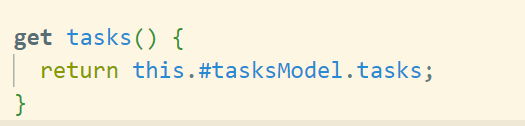 get tasks() {
  return this.#tasksModel.tasks;
}